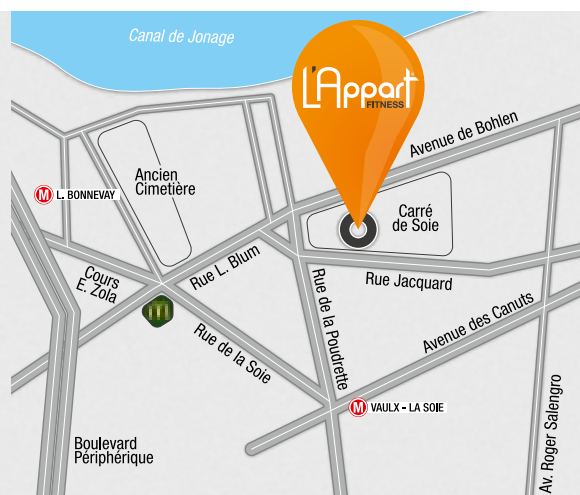 Canal de Jonage
L'Appart
FITNESS
Avenue de Bohlen
Ancien
Cimetière
M L. BONNEVAY
Carré
de Soie
Cours
E. Zola
Rue L. Blum
Rue Jacquard
Rue de la Poudrette
Rue de la Soie
Avenue des Canuts
M VAULX - LA SOIE
Boulevard
Périphérique
Av. Roger Salengro